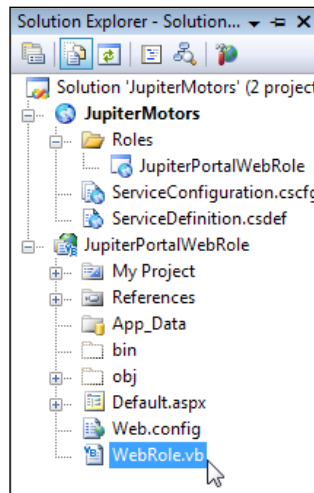 Solution Explorer - Solution...
Solution 'JupiterMotors' (2 project
JupiterMotors
Roles
JupiterPortalWebRole
ServiceConfiguration.cscfg
ServiceDefinition.csdef
JupiterPortalWebRole
My Project
References
App_Data
bin
obj
Default.aspx
Web.config
WebRole.vb